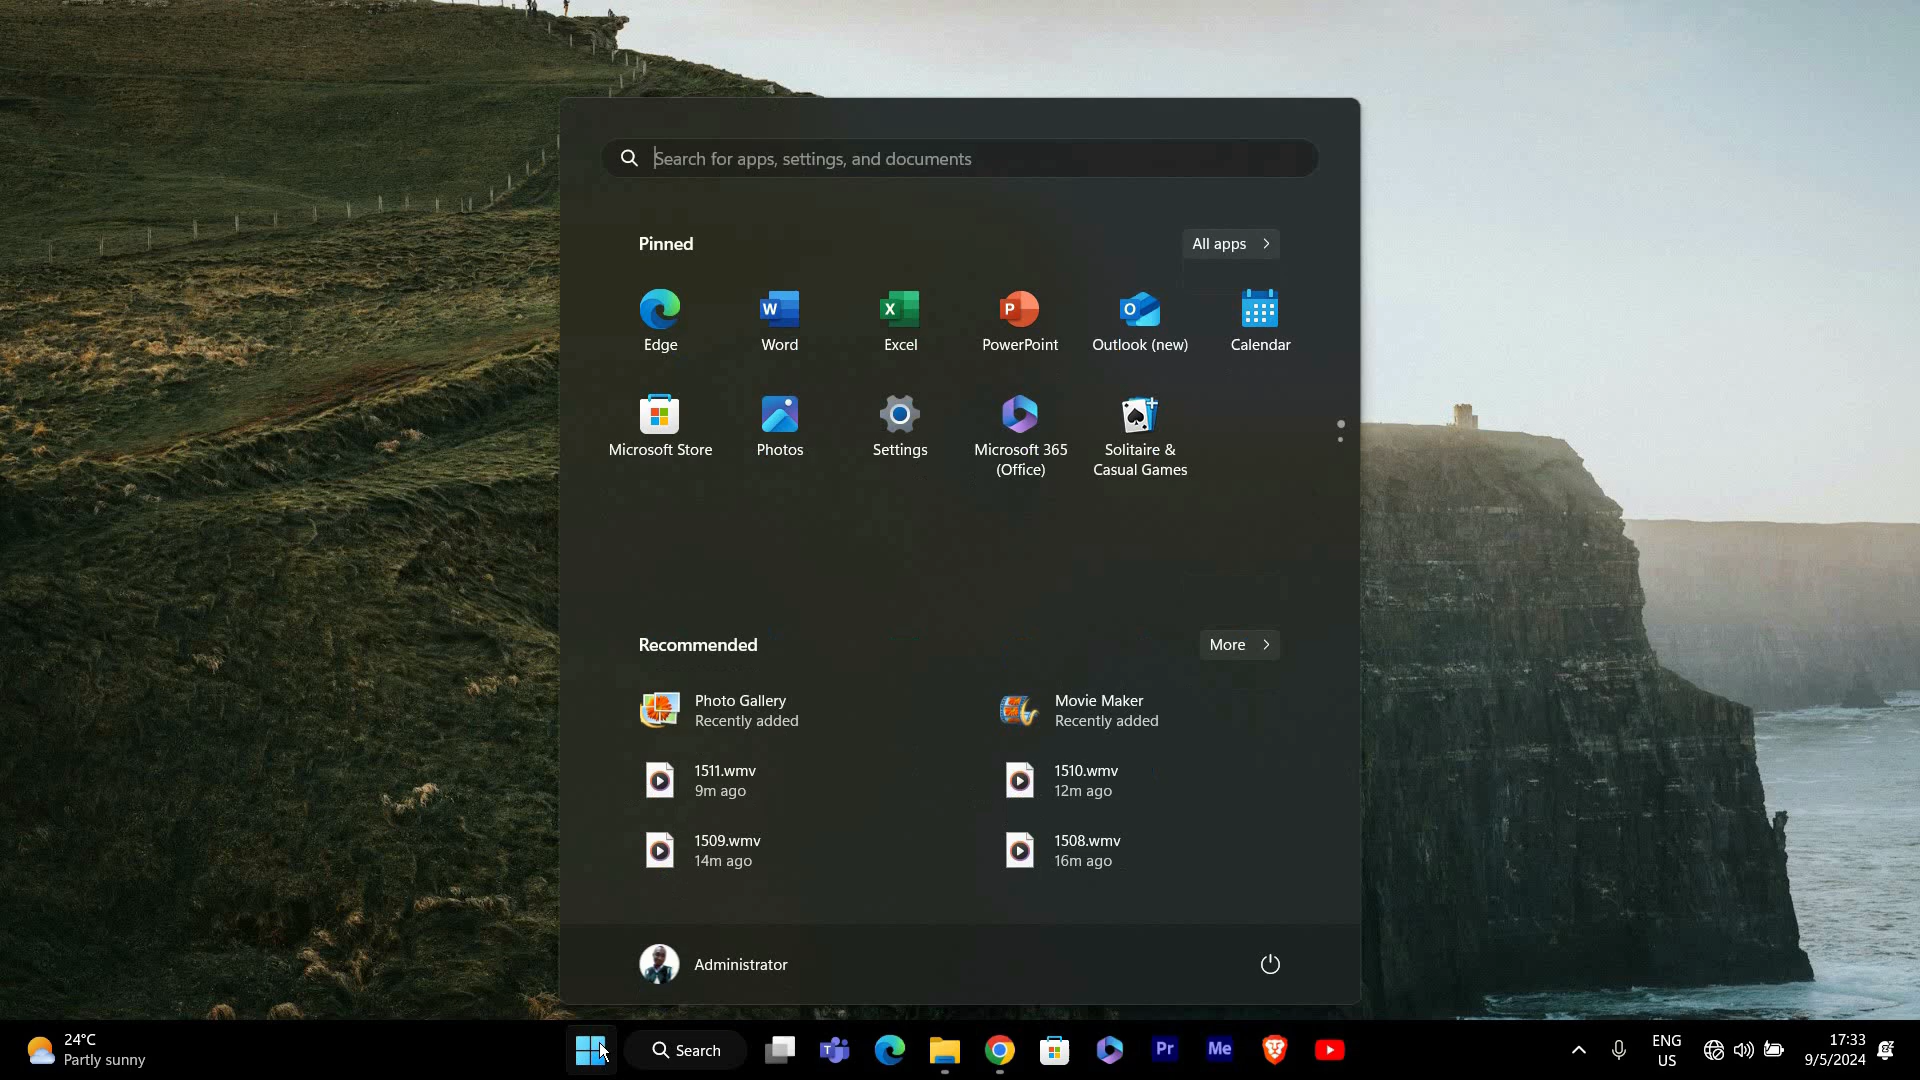 Search for apps, settings, and documents
Pinned
All apps
Edge
Word
Excel
PowerPoint
Outlook (new)
Calendar
Microsoft Store
Photos
Settings
Microsoft 365
(Office)
Solitaire &
Casual Games
Recommended
More
Photo Gallery
Recently added
Movie Maker
Recently added
1511.wmv
9m ago
1510.wmv
12m ago
1509.wmv
14m ago
1508.wmv
16m ago
Administrator
24°C
Partly sunny
Search
Pr
Me
ENG
US
17:33
9/5/2024